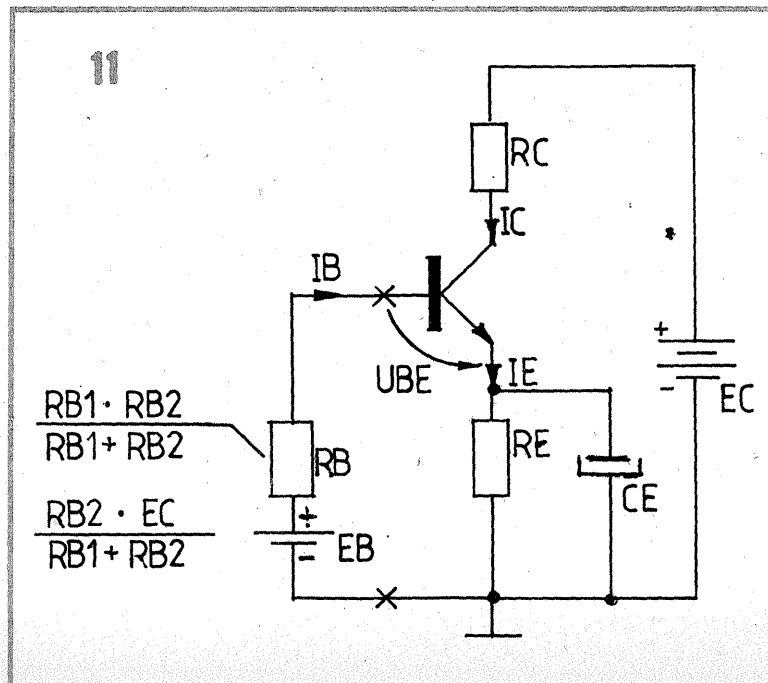 11
RC
IC
IB
UBE
IE
+
-
EC
RB1 · RB2
RB1 + RB2
RB
RE
CE
RB2 · EC
RB1 + RB2
+
-
EB